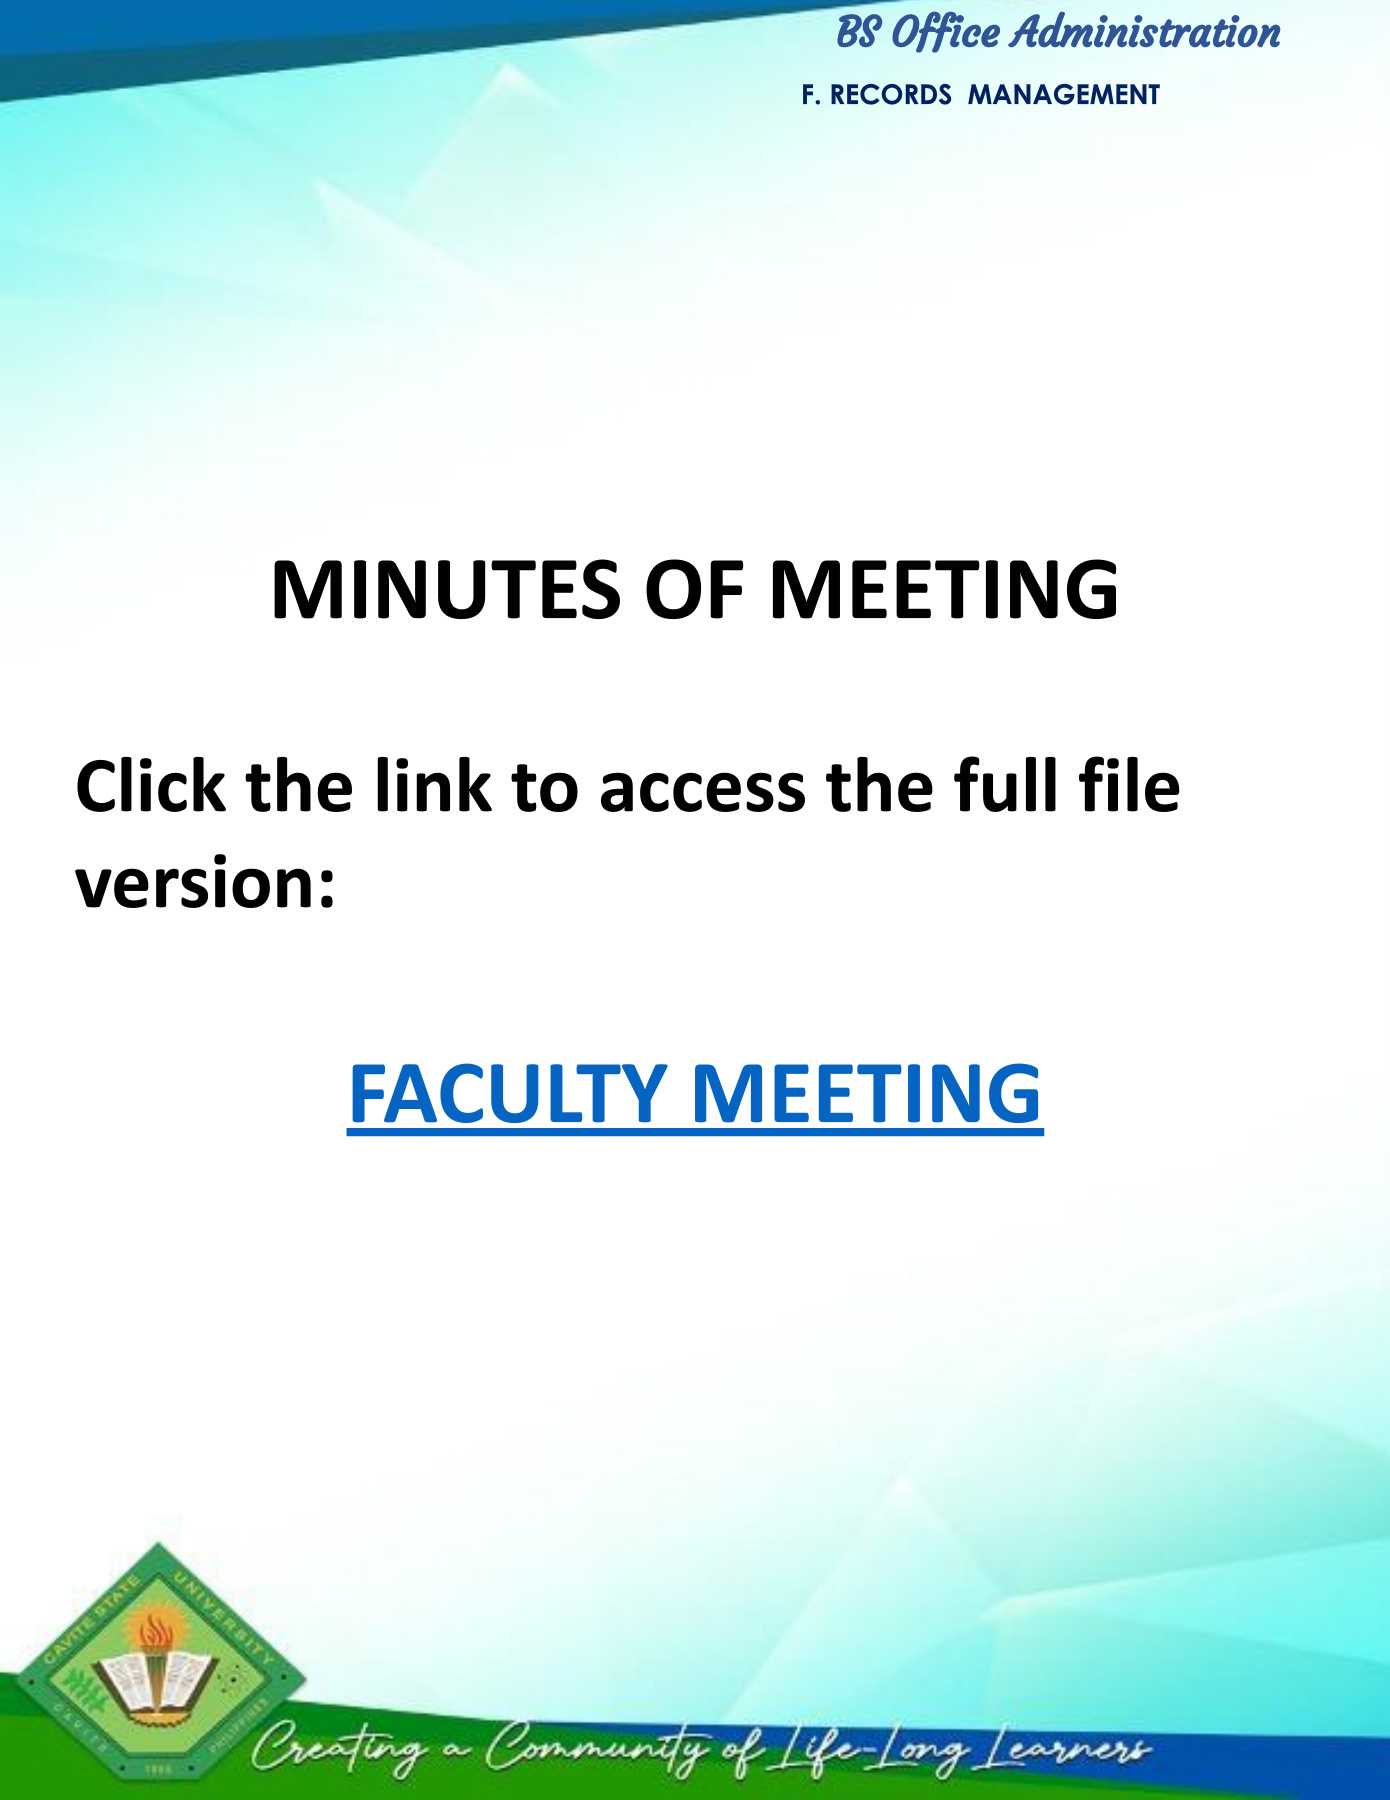 BS Office Administration
F. RECORDS MANAGEMENT
MINUTES OF MEETING
Click the link to access the full file
version:
FACULTY MEETING
CAVITE STATE UNIVERSITY
CAVITE
PHILIPPINES
1906
Creating a Community of Life-Long Learners